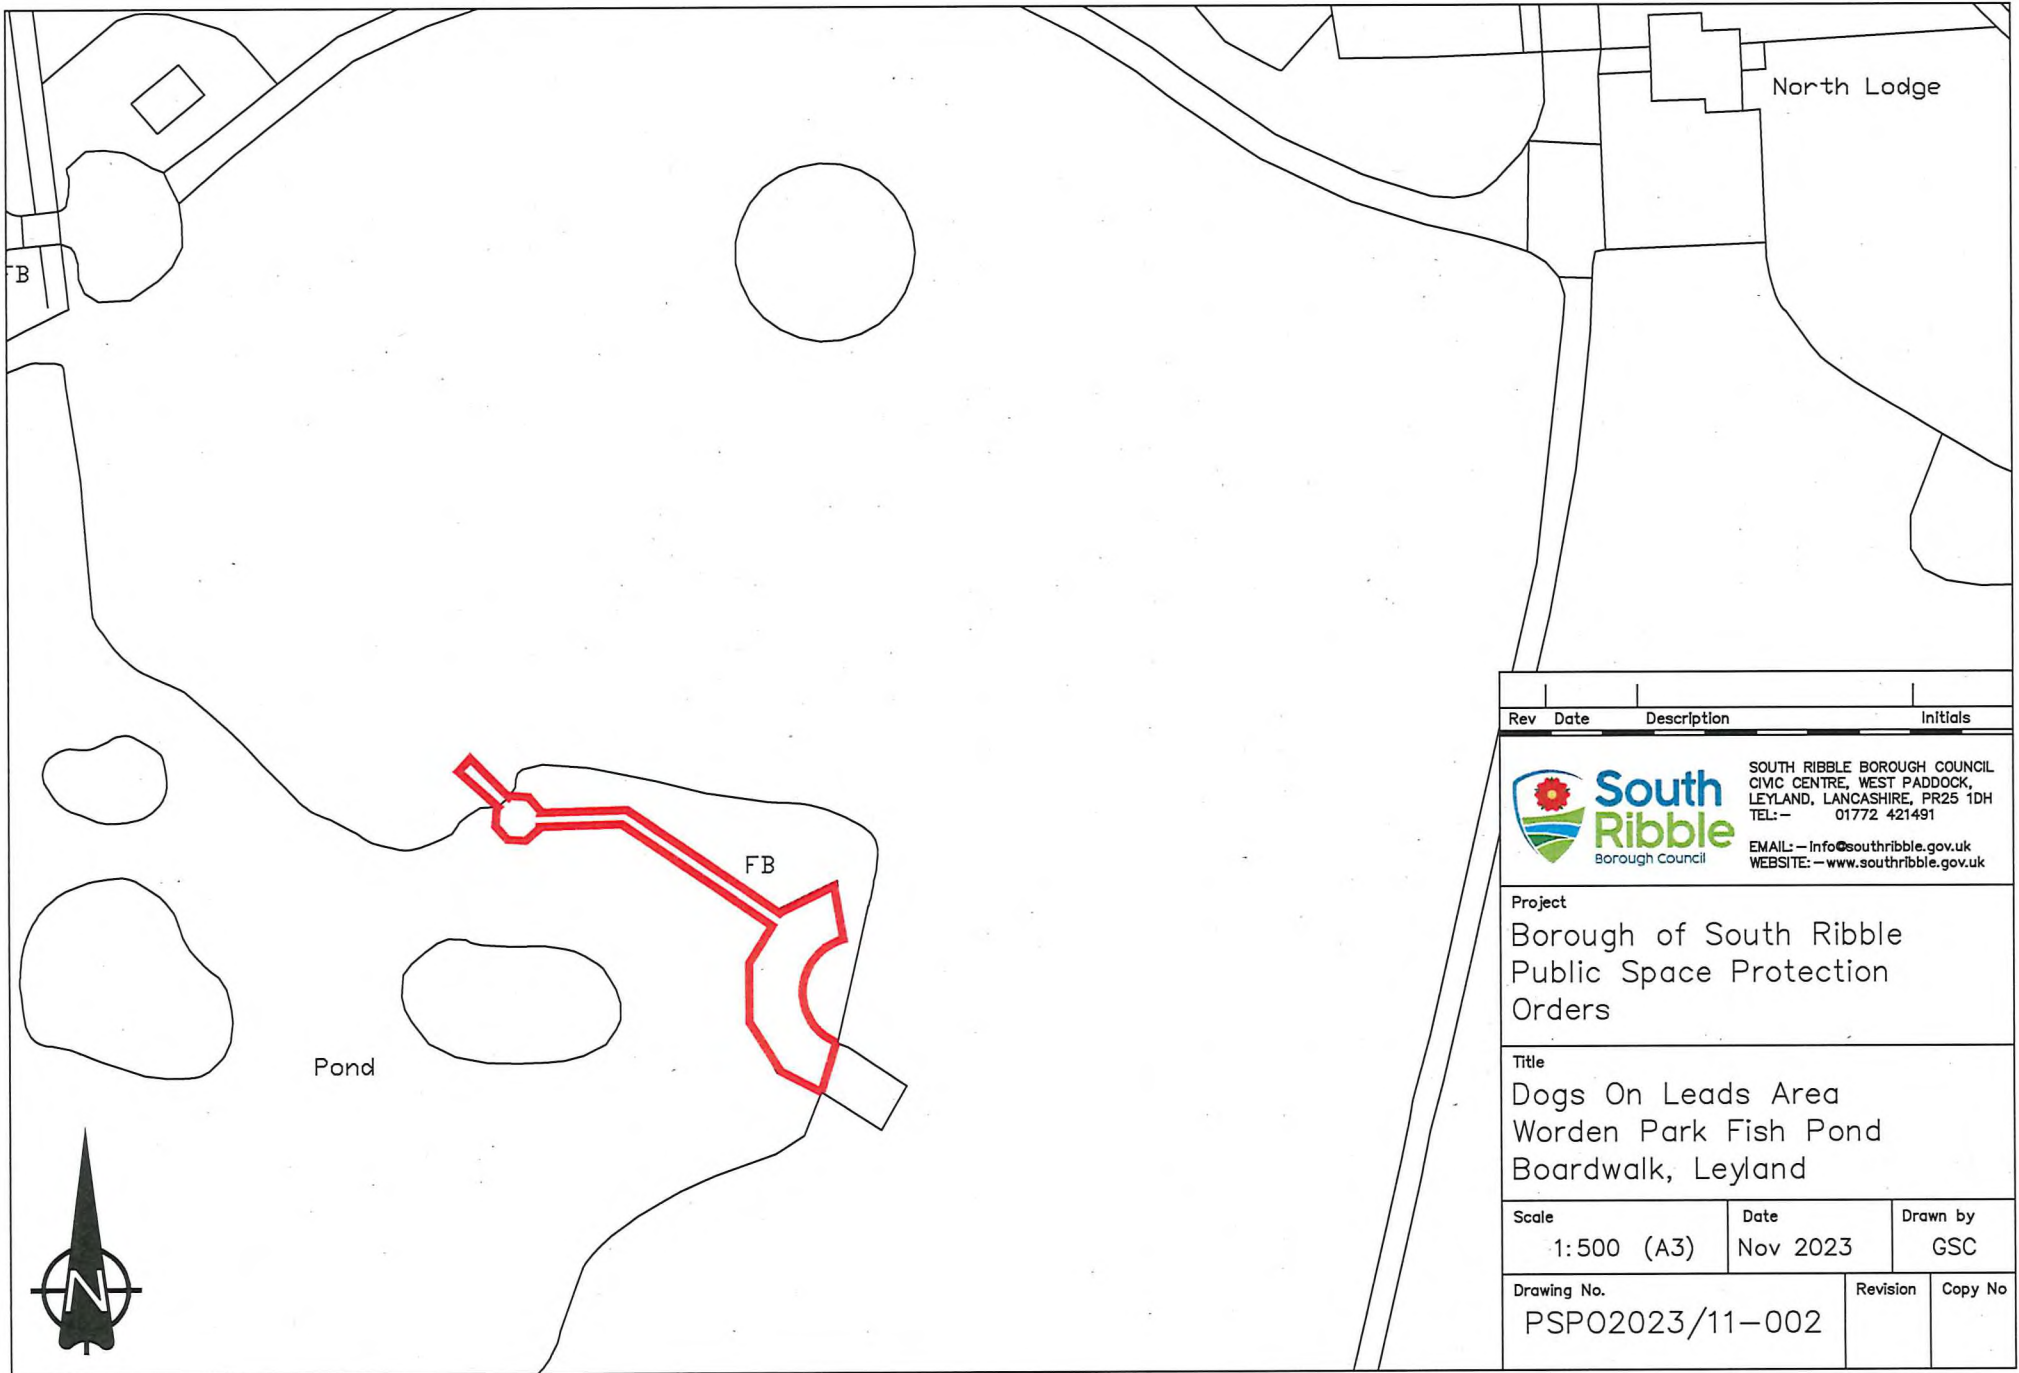 North Lodge
FB
FB
Pond
N
Rev Date Description Initials
South
Ribble
Borough Council
SOUTH RIBBLE BOROUGH COUNCIL
CIVIC CENTRE, WEST PADDOCK,
LEYLAND, LANCASHIRE, PR25 1DH
TEL:- 01772 421491
EMAIL:-info@southribble.gov.uk
WEBSITE:-www.southribble.gov.uk
Project
Borough of South Ribble
Public Space Protection
Orders
Title
Dogs On Leads Area
Worden Park Fish Pond
Boardwalk, Leyland
Scale Date Drawn by
1:500 (A3) Nov 2023 GSC
Drawing No. Revision Copy No
PSPO2023/11-002